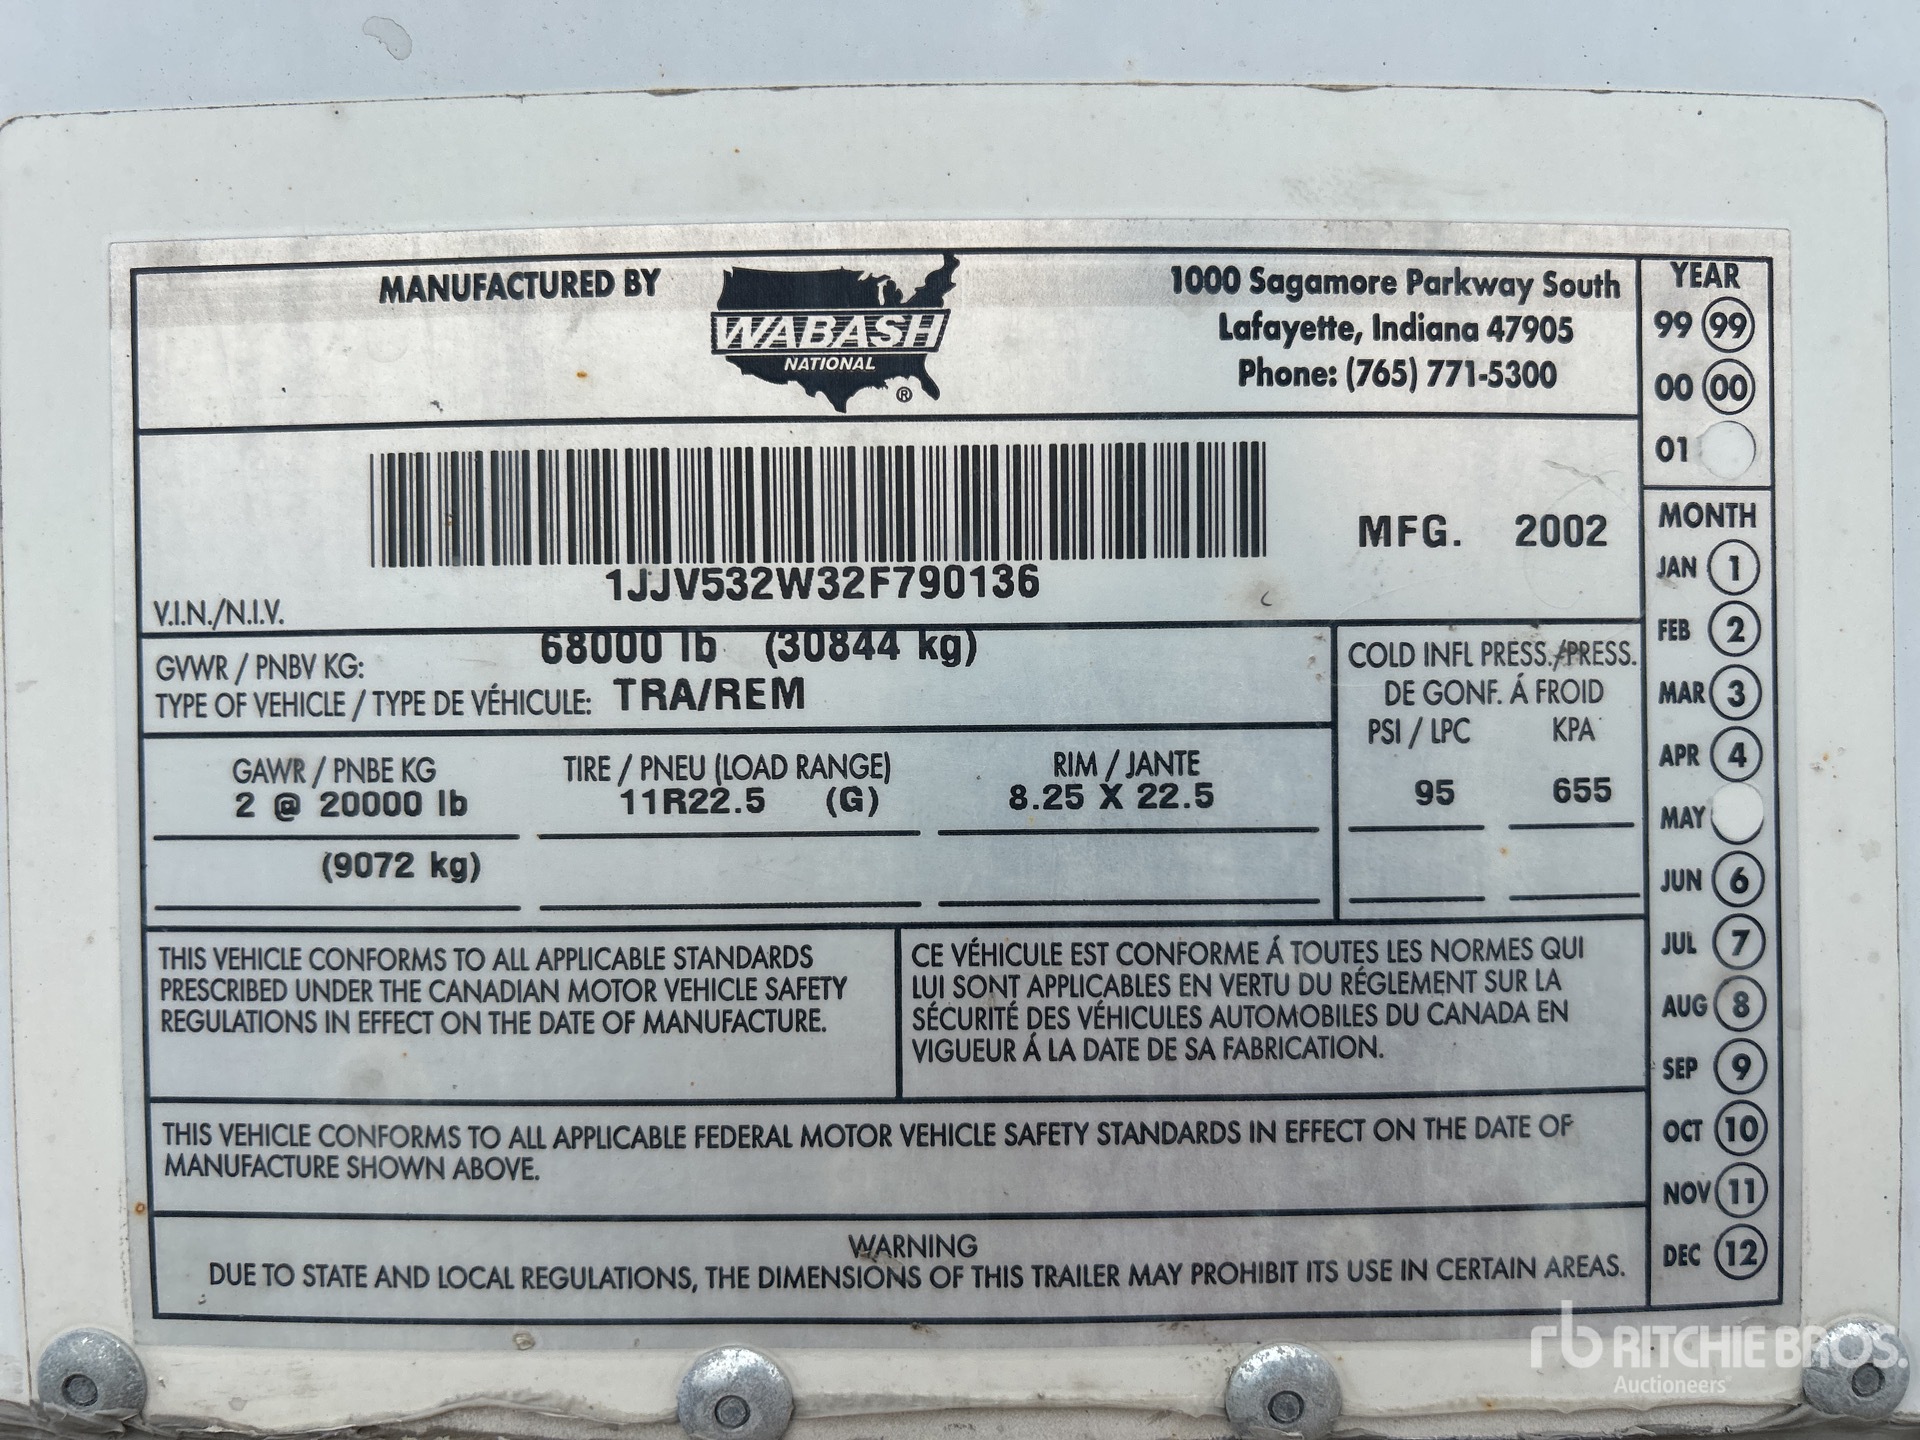 MANUFACTURED BY
WABASH
NATIONAL
®
1000 Sagamore Parkway South
Lafayette, Indiana 47905
Phone: (765) 771-5300
YEAR
99 99
00 00
01
1JJV532W32F790136
V.I.N./N.I.V.
MFG. 2002
GVWR / PNBV KG: 68000 lb (30844 kg)
TYPE OF VEHICLE / TYPE DE VÉHICULE: TRA/REM
COLD INFL PRESS./PRESS.
DE GONF. Á FROID
PSI / LPC KPA
95 655
GAWR / PNBE KG
2 @ 20000 lb
(9072 kg)
TIRE / PNEU (LOAD RANGE)
11R22.5 (G)
RIM / JANTE
8.25 X 22.5
MONTH
JAN 1
FEB 2
MAR 3
APR 4
MAY
JUN 6
JUL 7
AUG 8
SEP 9
OCT 10
NOV 11
DEC 12
THIS VEHICLE CONFORMS TO ALL APPLICABLE STANDARDS
PRESCRIBED UNDER THE CANADIAN MOTOR VEHICLE SAFETY
REGULATIONS IN EFFECT ON THE DATE OF MANUFACTURE.
CE VÉHICULE EST CONFORME Á TOUTES LES NORMES QUI
LUI SONT APPLICABLES EN VERTU DU RÉGLEMENT SUR LA
SÉCURITÉ DES VÉHICULES AUTOMOBILES DU CANADA EN
VIGUEUR Á LA DATE DE SA FABRICATION.
THIS VEHICLE CONFORMS TO ALL APPLICABLE FEDERAL MOTOR VEHICLE SAFETY STANDARDS IN EFFECT ON THE DATE OF
MANUFACTURE SHOWN ABOVE.
WARNING
DUE TO STATE AND LOCAL REGULATIONS, THE DIMENSIONS OF THIS TRAILER MAY PROHIBIT ITS USE IN CERTAIN AREAS.
rb RITCHIE BROS.
Auctioneers